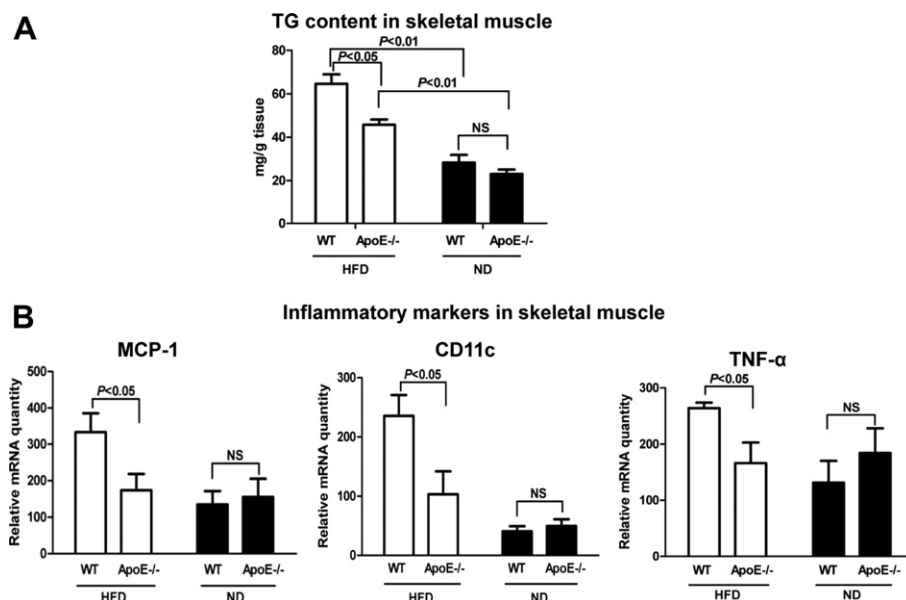 A
TG content in skeletal muscle
P<0.01
P<0.05
P<0.01
NS
mg/g tissue
80
60
40
20
0
WT ApoE-/- WT ApoE-/-
HFD ND
B
Inflammatory markers in skeletal muscle
MCP-1
P<0.05
NS
Relative mRNA quantity
500
400
300
200
100
0
WT ApoE-/- WT ApoE-/-
HFD ND
CD11c
P<0.05
NS
Relative mRNA quantity
300
200
100
0
WT ApoE-/- WT ApoE-/-
HFD ND
TNF-α
P<0.05
NS
Relative mRNA quantity
300
200
100
0
WT ApoE-/- WT ApoE-/-
HFD ND